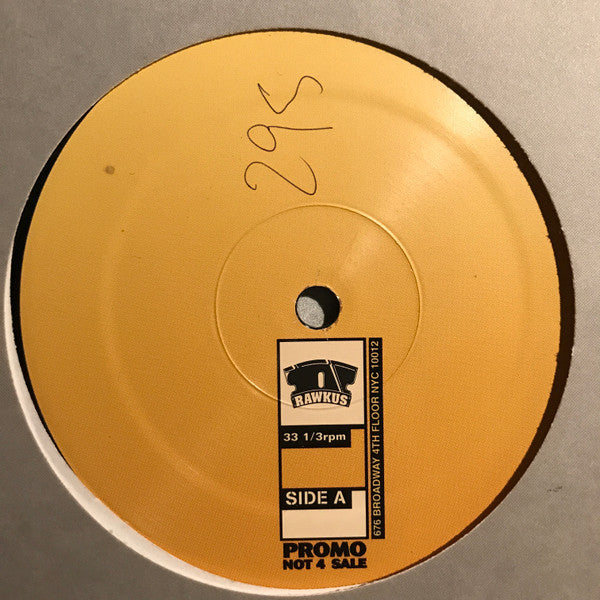 295
RAWKUS
33 1/3rpm
SIDE A
PROMO
NOT 4 SALE
676 BROADWAY 4TH FLOOR NYC 10012